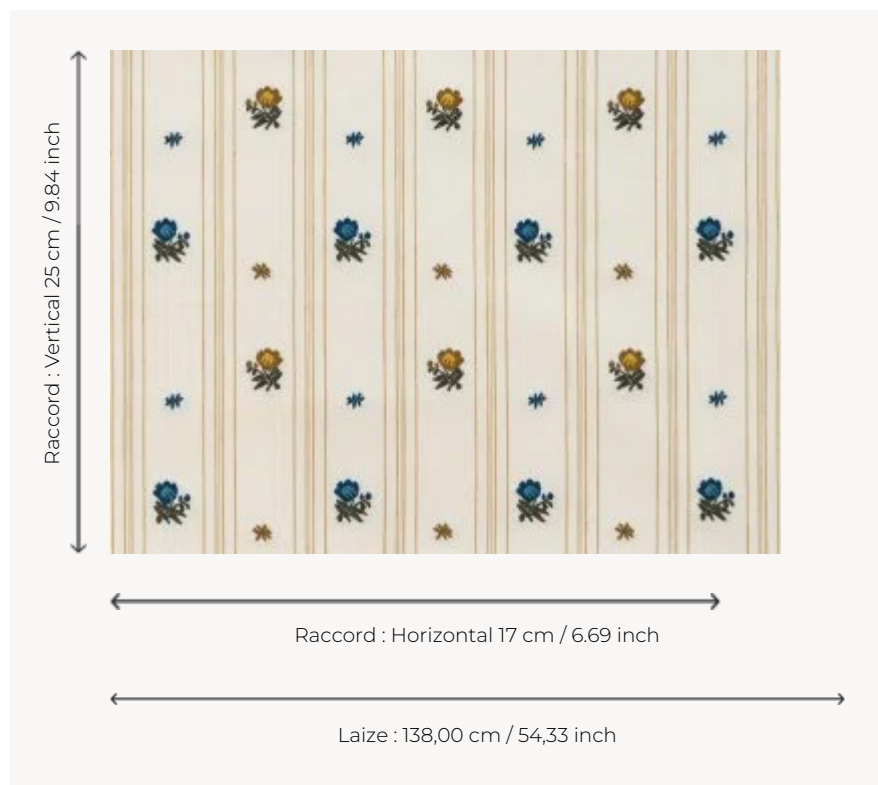 Raccord : Vertical 25 cm / 9.84 inch
Raccord : Horizontal 17 cm / 6.69 inch
Laize : 138,00 cm / 54,33 inch